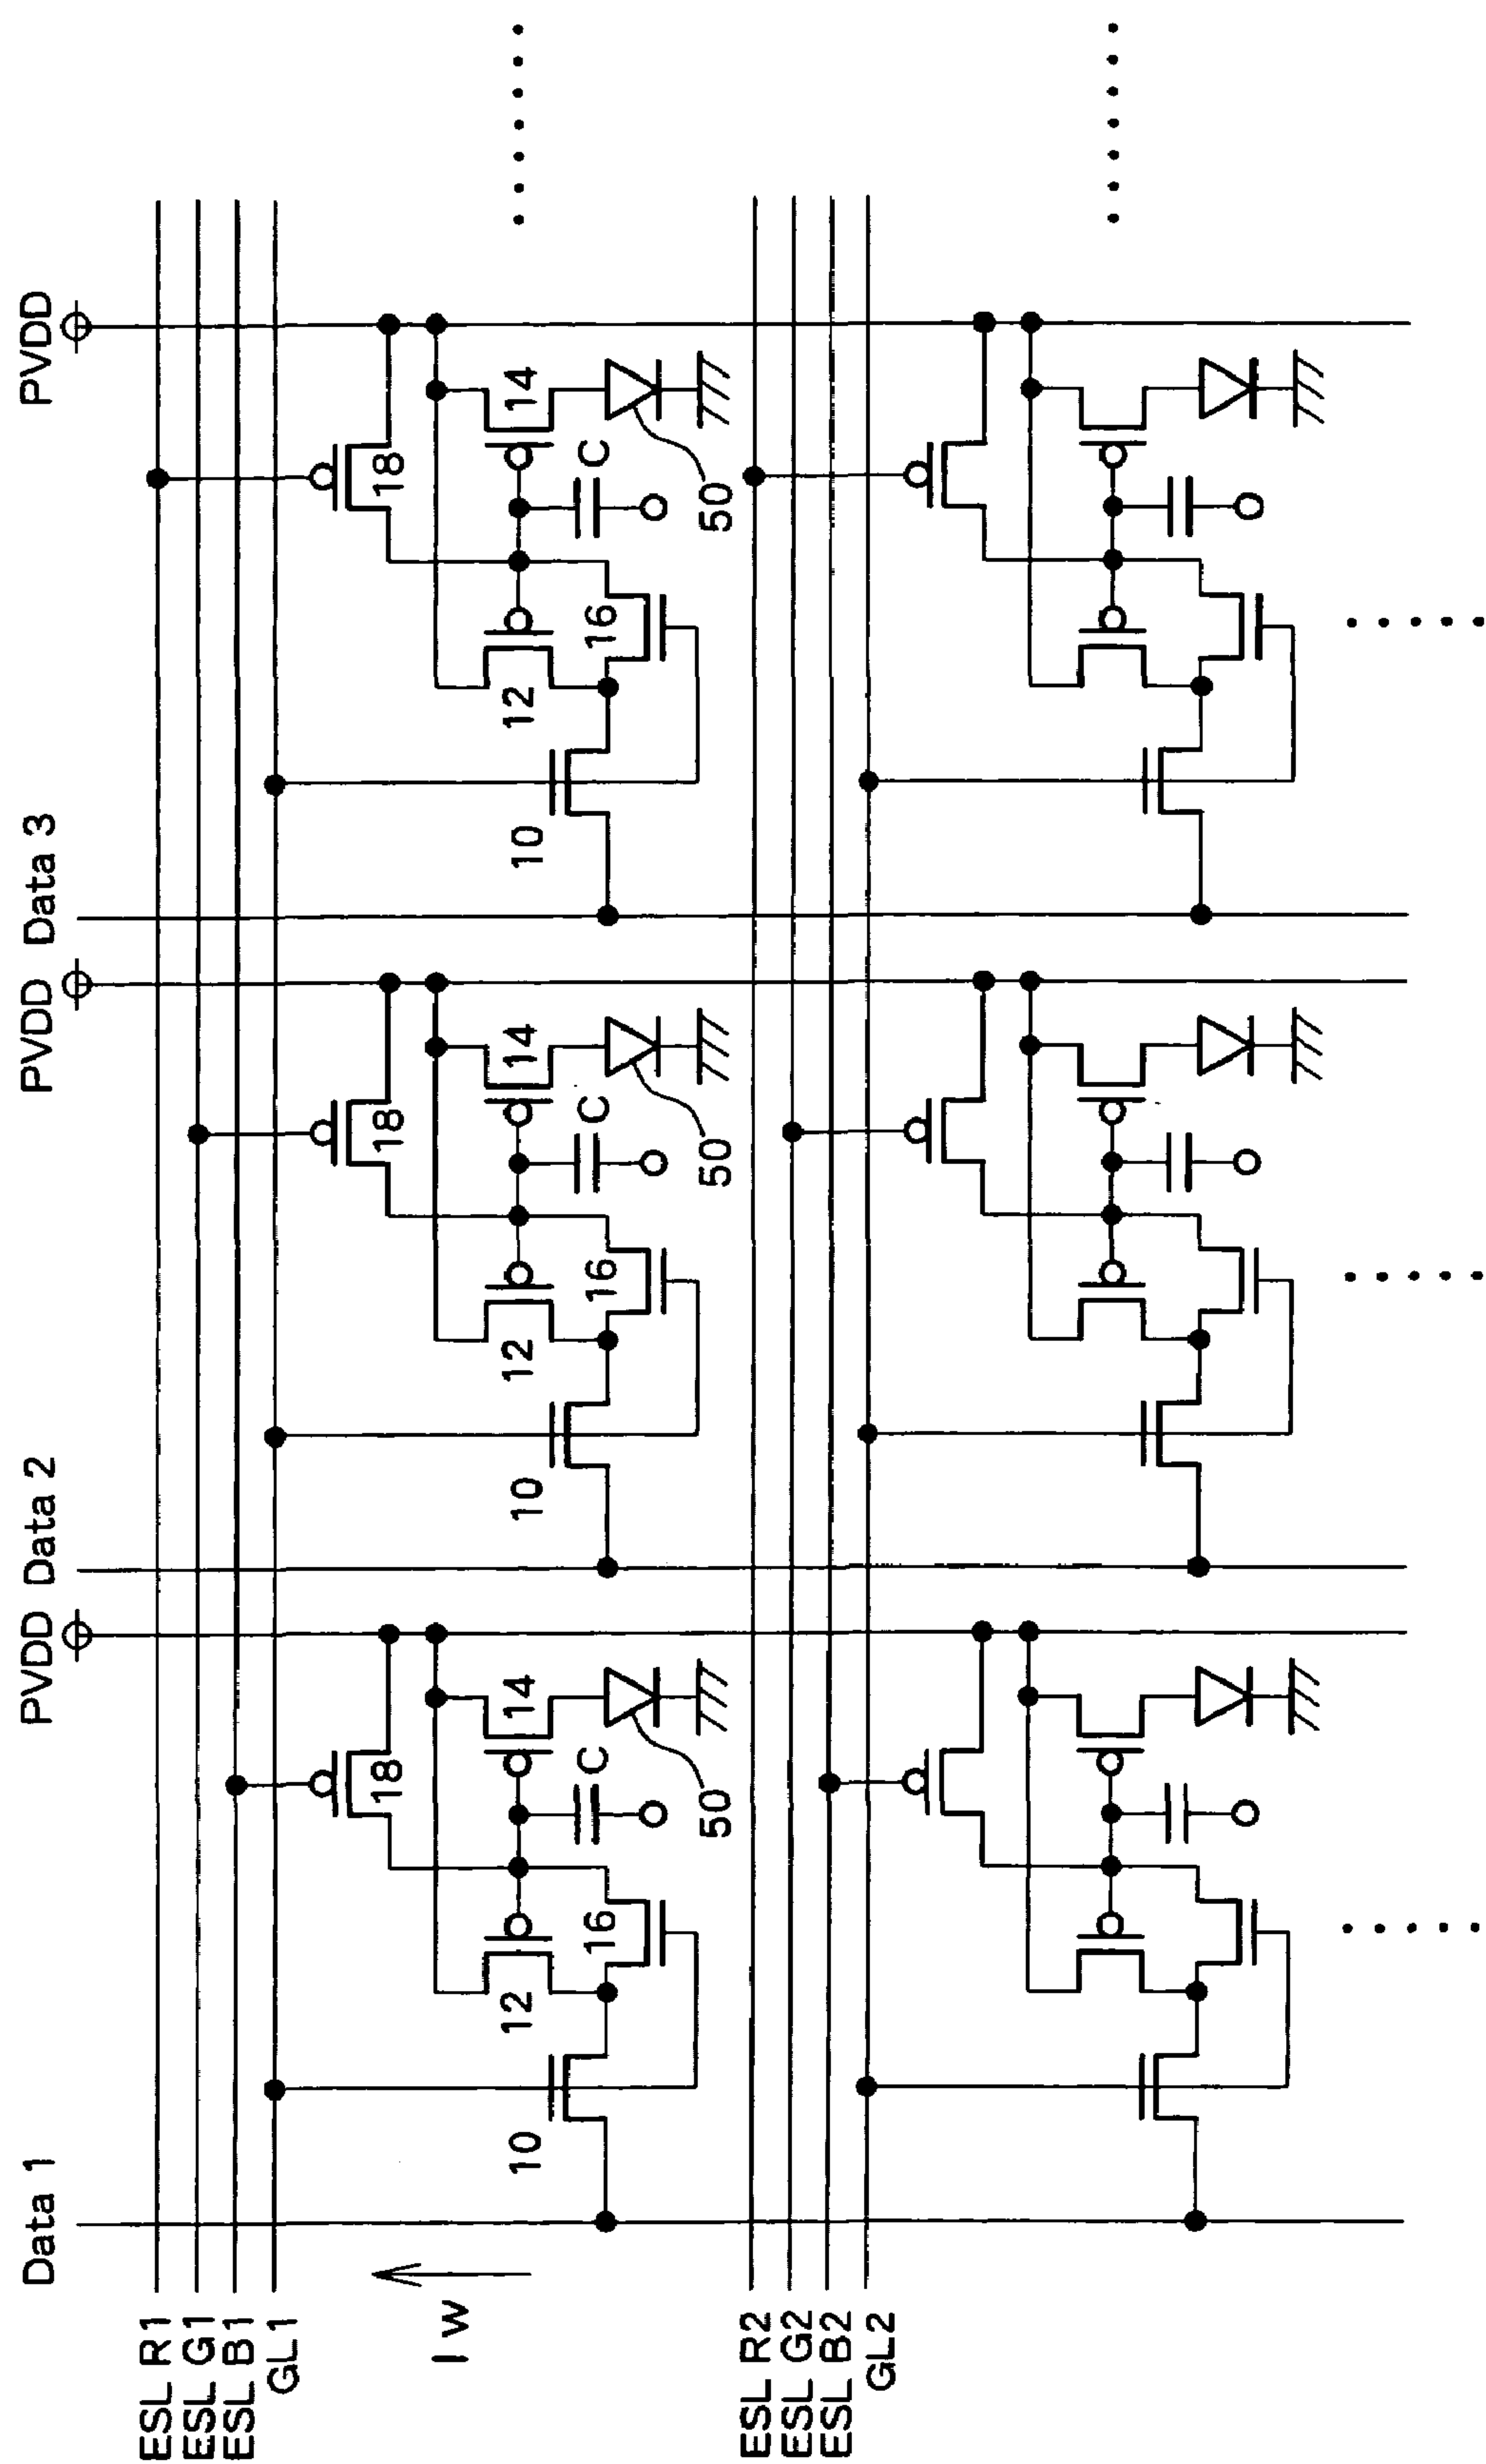 Data 1
PVDD
Data 2
PVDD
Data 3
PVDD
ESL R1
ESL G1
ESL B1
GL1
18
18
18
I w
12
14
12
14
12
14
10
16
C
10
16
C
10
16
C
50
50
50
ESL R2
ESL G2
ESL B2
GL2